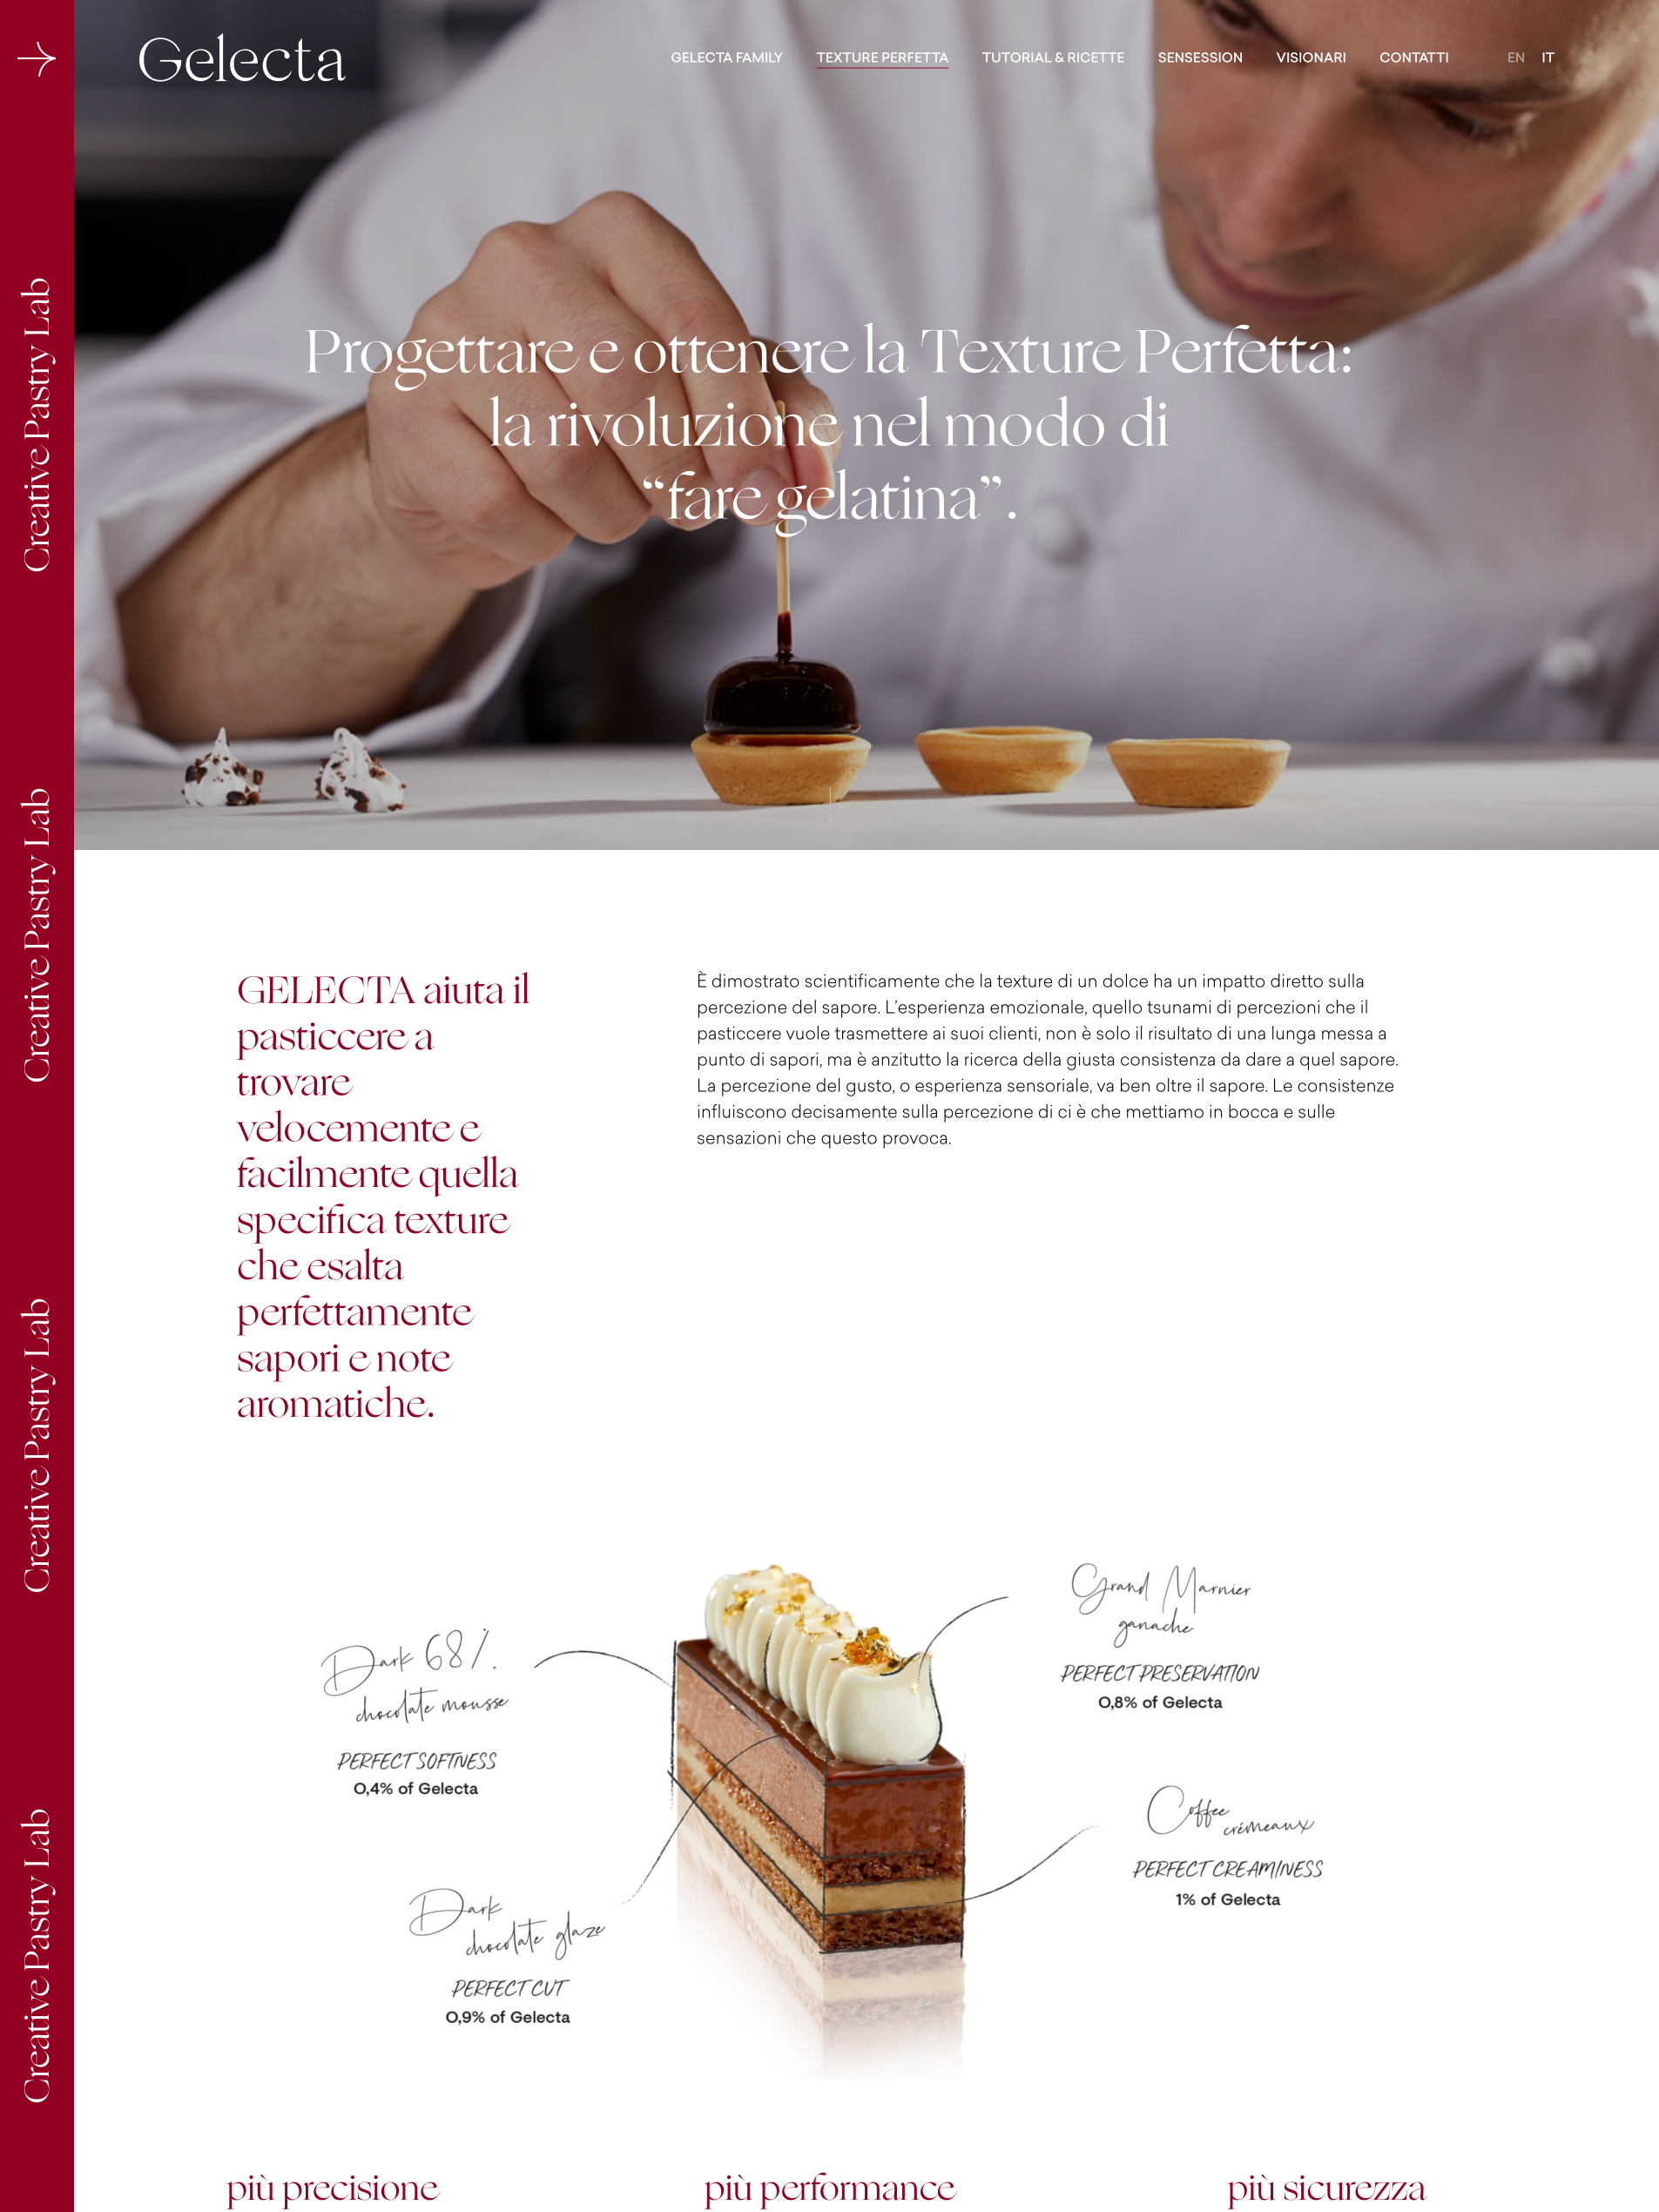 Gelecta
GELECTA FAMILY TEXTURE PERFETTA TUTORIAL & RICETTE SENSESSION VISIONARI CONTATTI EN IT
Creative Pastry Lab
Creative Pastry Lab
Creative Pastry Lab
Creative Pastry Lab
Progettare e ottenere la Texture Perfetta:
la rivoluzione nel modo di
“fare gelatina”.
GELECTA aiuta il
pasticcere a
trovare
velocemente e
facilmente quella
specifica texture
che esalta
perfettamente
sapori e note
aromatiche.
È dimostrato scientificamente che la texture di un dolce ha un impatto diretto sulla
percezione del sapore. L’esperienza emozionale, quello tsunami di percezioni che il
pasticcere vuole trasmettere ai suoi clienti, non è solo il risultato di una lunga messa a
punto di sapori, ma è anzitutto la ricerca della giusta consistenza da dare a quel sapore.
La percezione del gusto, o esperienza sensoriale, va ben oltre il sapore. Le consistenze
influiscono decisamente sulla percezione di ci è che mettiamo in bocca e sulle
sensazioni che questo provoca.
Dark 68%
chocolate mousse
PERFECT SOFTNESS
0,4% of Gelecta
Dark
chocolate glaze
PERFECT CUT
0,9% of Gelecta
Grand Marnier
ganache
PERFECT PRESERVATION
0,8% of Gelecta
Coffee
crémeaux
PERFECT CREAMINESS
1% of Gelecta
più precisione
più performance
più sicurezza